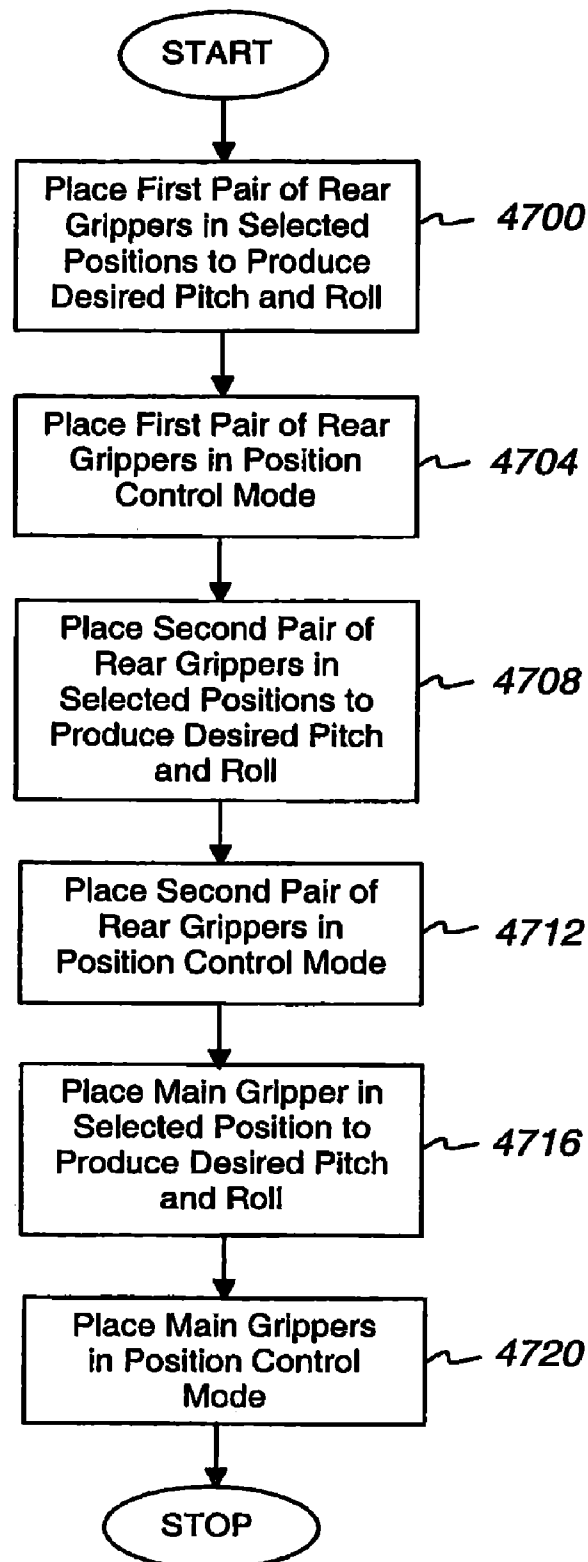 START
Place First Pair of Rear
Grippers in Selected
Positions to Produce
Desired Pitch and Roll
4700
Place First Pair of Rear
Grippers in Position
Control Mode
4704
Place Second Pair of
Rear Grippers in
Selected Positions to
Produce Desired Pitch
and Roll
4708
Place Second Pair of
Rear Grippers in
Position Control Mode
4712
Place Main Gripper in
Selected Position to
Produce Desired Pitch
and Roll
4716
Place Main Grippers
in Position Control
Mode
4720
STOP